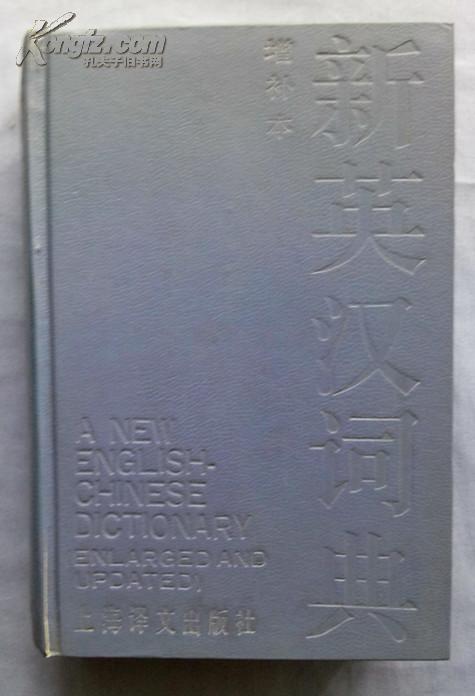 Kongfz.com
孔夫子旧书网
新英汉词典
增补本
A NEW
ENGLISH-
CHINESE
DICTIONARY
(ENLARGED AND
UPDATED)
上海译文出版社